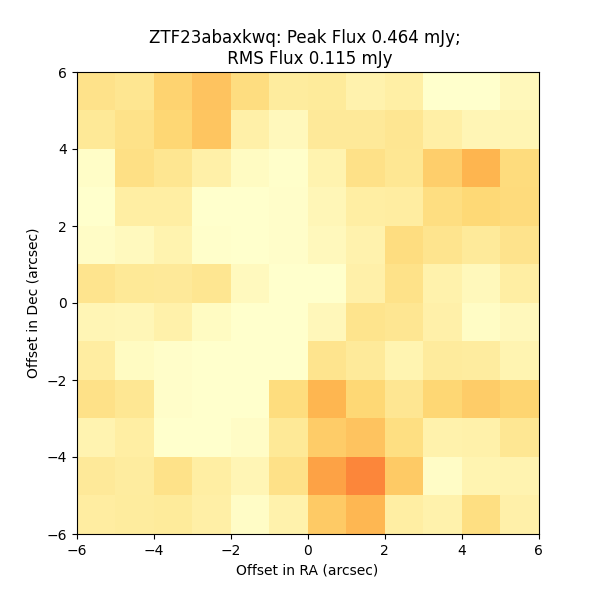 ZTF23abaxkwq: Peak Flux 0.464 mJy;
RMS Flux 0.115 mJy
6
4
2
0
−2
−4
−6
Offset in Dec (arcsec)
−6 −4 −2 0 2 4 6
Offset in RA (arcsec)